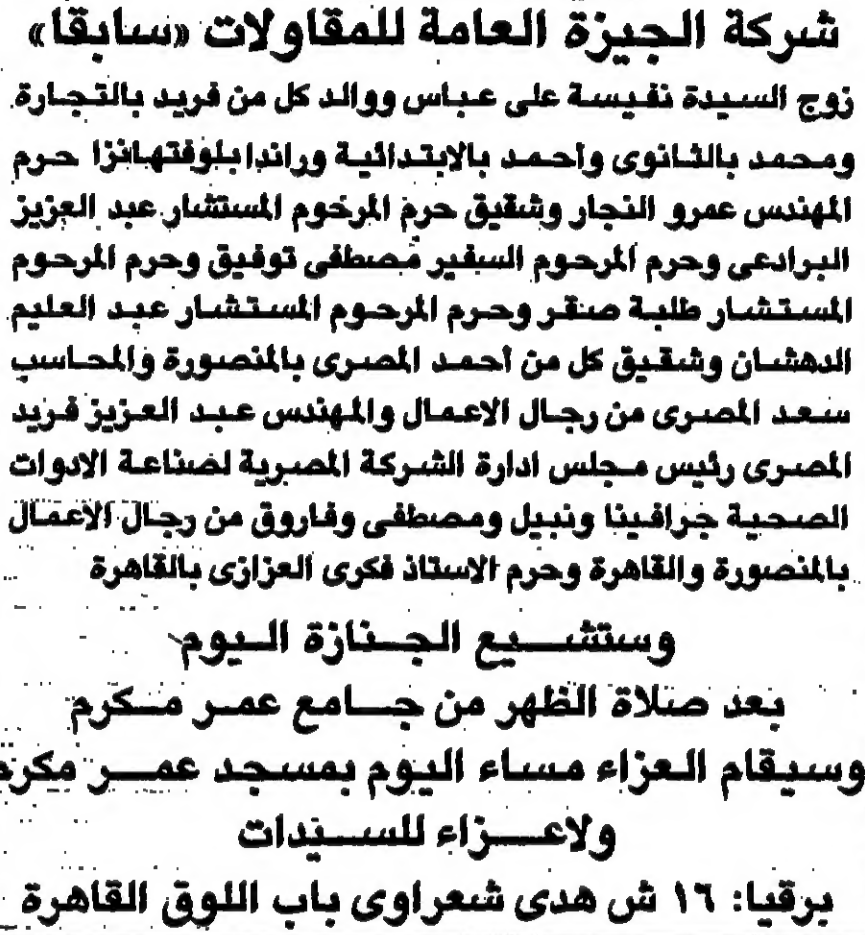 شركة الجيزة العامة للمقاولات «سابقا»
زوج السيدة نفيسة على عباس ووالد كل من فريد بالتجارة
ومحمد بالثانوى وأحمد بالابتدائية وراندا بلوفتهانزا حرم
المهندس عمرو النجار وشقيق حرم المرحوم المستشار عبد العزيز
البرادعى وحرم المرحوم السفير مصطفى توفيق وحرم المرحوم
المستشار طلبة صقر وحرم المرحوم المستشار عبد العليم
الدهشان وشقيق كل من أحمد المصرى بالمنصورة والمحاسب
سعد المصرى من رجال الاعمال والمهندس عبد العزيز فريد
المصرى رئيس مجلس ادارة الشركة المصرية لصناعة الادوات
الصحية جرافينا ونبيل ومصطفى وفاروق من رجال الاعمال
بالمنصورة والقاهرة وحرم الاستاذ فكرى العزازى بالقاهرة
وستشيع الجنازة اليوم
بعد صلاة الظهر من جامع عمر مكرم
وسيقام العزاء مساء اليوم بمسجد عمر مكرم
ولاعزاء للسيدات
برقيا: ١٦ ش هدى شعراوى باب اللوق القاهرة